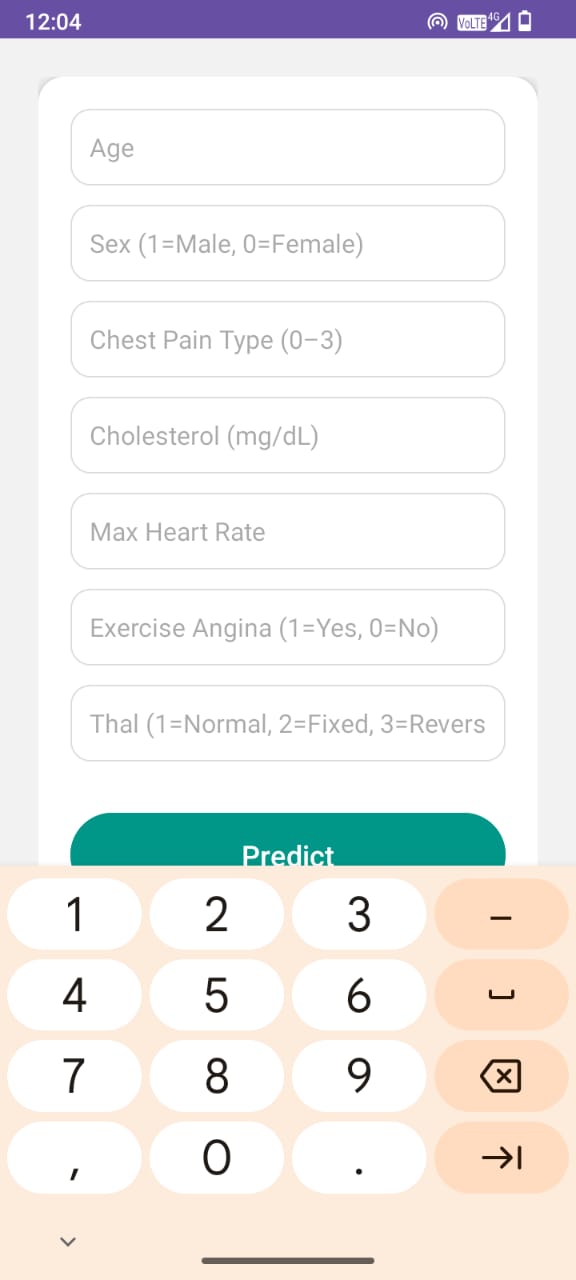 12:04
VoLTE 4G
Age
Sex (1=Male, 0=Female)
Chest Pain Type (0–3)
Cholesterol (mg/dL)
Max Heart Rate
Exercise Angina (1=Yes, 0=No)
Thal (1=Normal, 2=Fixed, 3=Revers
Predict
1 2 3 –
4 5 6
7 8 9
, 0 .